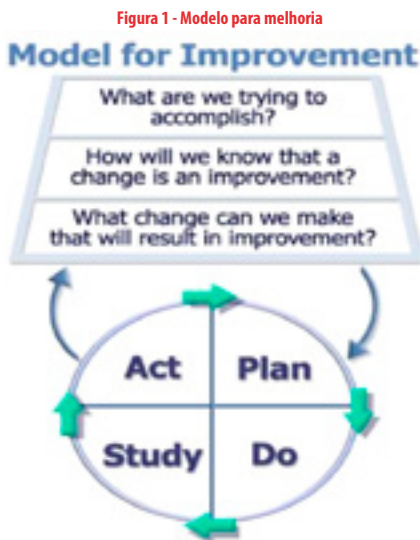 Figura 1 - Modelo para melhoria
Model for Improvement
What are we trying to
accomplish?
How will we know that a
change is an improvement?
What change can we make
that will result in improvement?
Act Plan
Study Do